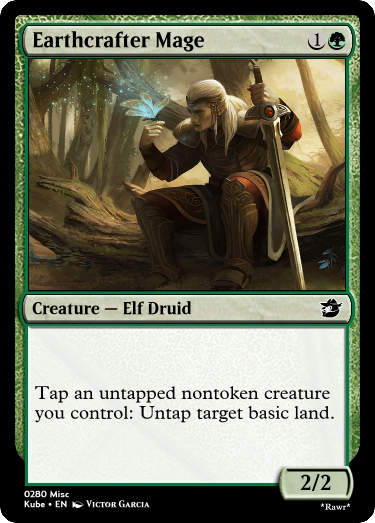 Earthcrafter Mage 1
Creature — Elf Druid
Tap an untapped nontoken creature
you control: Untap target basic land.
2/2
0280 Misc
Kube • EN Victor Garcia
*Rawr*